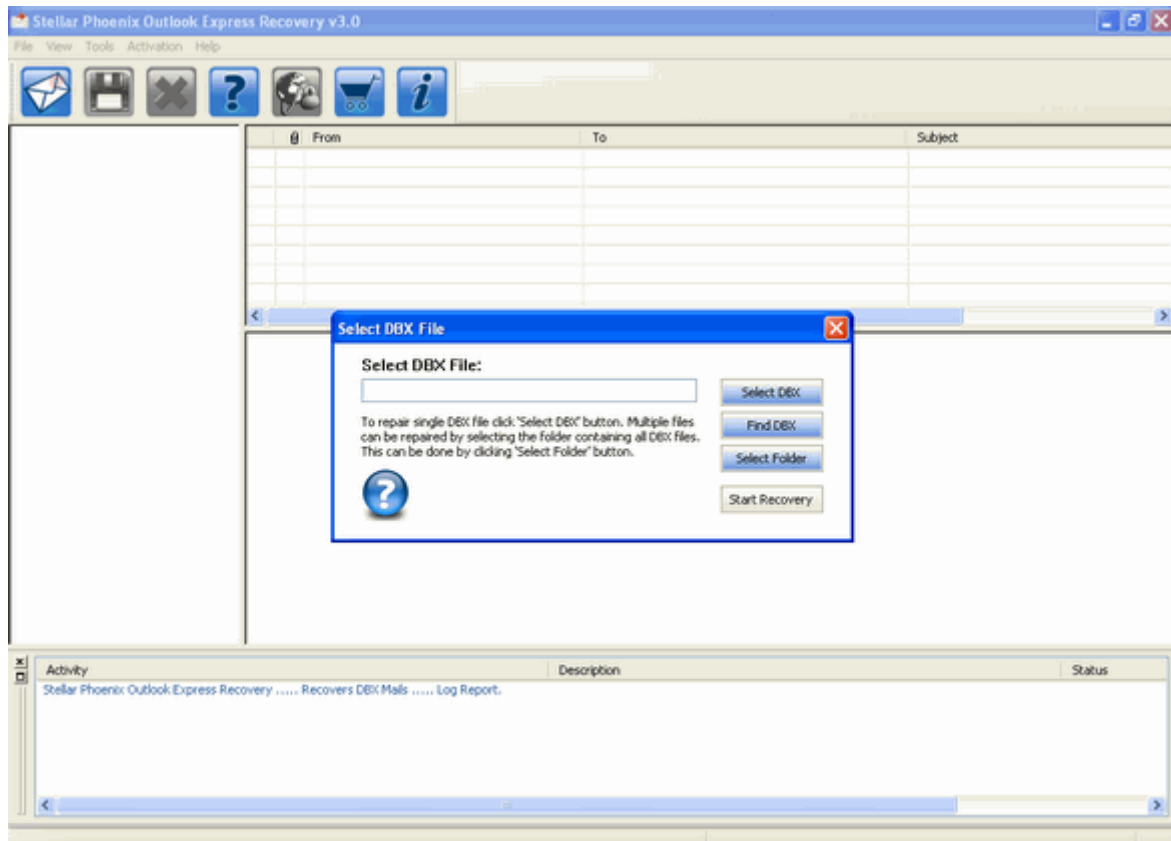 Stellar Phoenix Outlook Express Recovery v3.0
File View Tools Activation Help
From To Subject
Select DBX File
Select DBX File:
Select DBX
To repair single DBX file click 'Select DBX' button. Multiple files
can be repaired by selecting the folder containing all DBX files.
This can be done by clicking 'Select Folder' button.
Find DBX
Select Folder
Start Recovery
Activity Description Status
Stellar Phoenix Outlook Express Recovery ..... Recovers DBX Mails ..... Log Report.